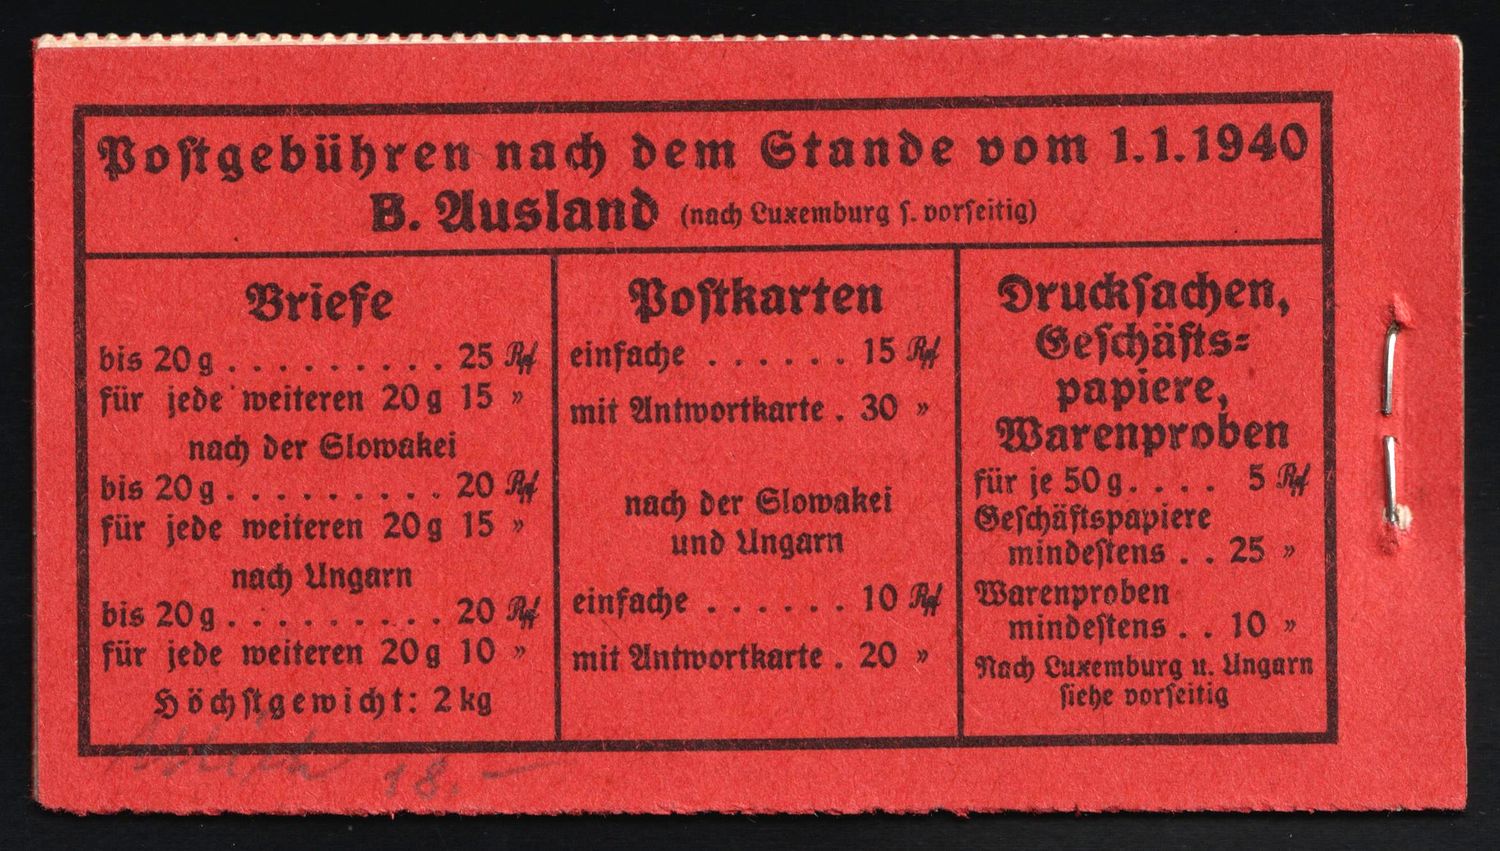 Postgebühren nach dem Stande vom 1.1.1940
B. Ausland (nach Luxemburg s. vorseitig)
Briefe
bis 20 g . . . . . . . . . . 25 Rpf
für jede weiteren 20 g 15 „
nach der Slowakei
bis 20 g . . . . . . . . . . 20 Rpf
für jede weiteren 20 g 15 „
nach Ungarn
bis 20 g . . . . . . . . . . 20 Rpf
für jede weiteren 20 g 10 „
Höchstgewicht: 2 kg
Postkarten
einfache . . . . . . 15 Rpf
mit Antwortkarte . 30 „
nach der Slowakei
und Ungarn
einfache . . . . . . 10 Rpf
mit Antwortkarte . 20 „
Drucksachen,
Geschäfts-
papiere,
Warenproben
für je 50 g . . . . 5 Rpf
Geschäftspapiere
mindestens . . 25 „
Warenproben
mindestens . . 10 „
Nach Luxemburg u. Ungarn
siehe vorseitig
18.—